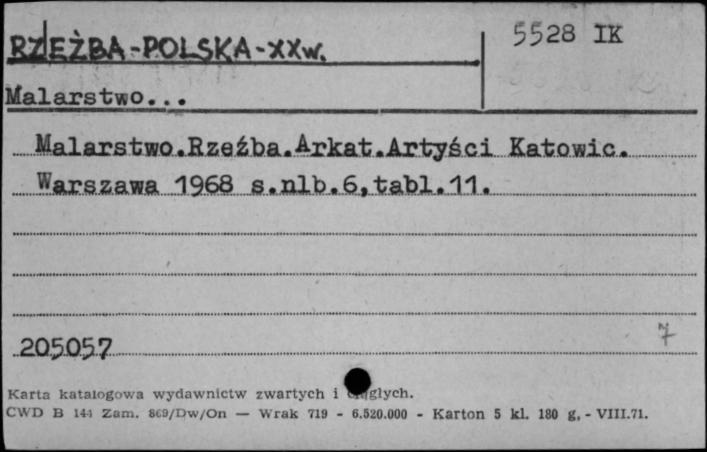 RZEŹBA-POLSKA-XXw.
5528 IK
Malarstwo...
Malarstwo.Rzeźba.Arkat.Artyści Katowic.
Warszawa 1968 s.nlb.6,tabl.11.
7
205057
Karta katalogowa wydawnictw zwartych i ciągłych.
CWD B 144 Zam. 869/Dw/On — Wrak 719 - 6.520.000 - Karton 5 kl. 180 g. - VIII.71.